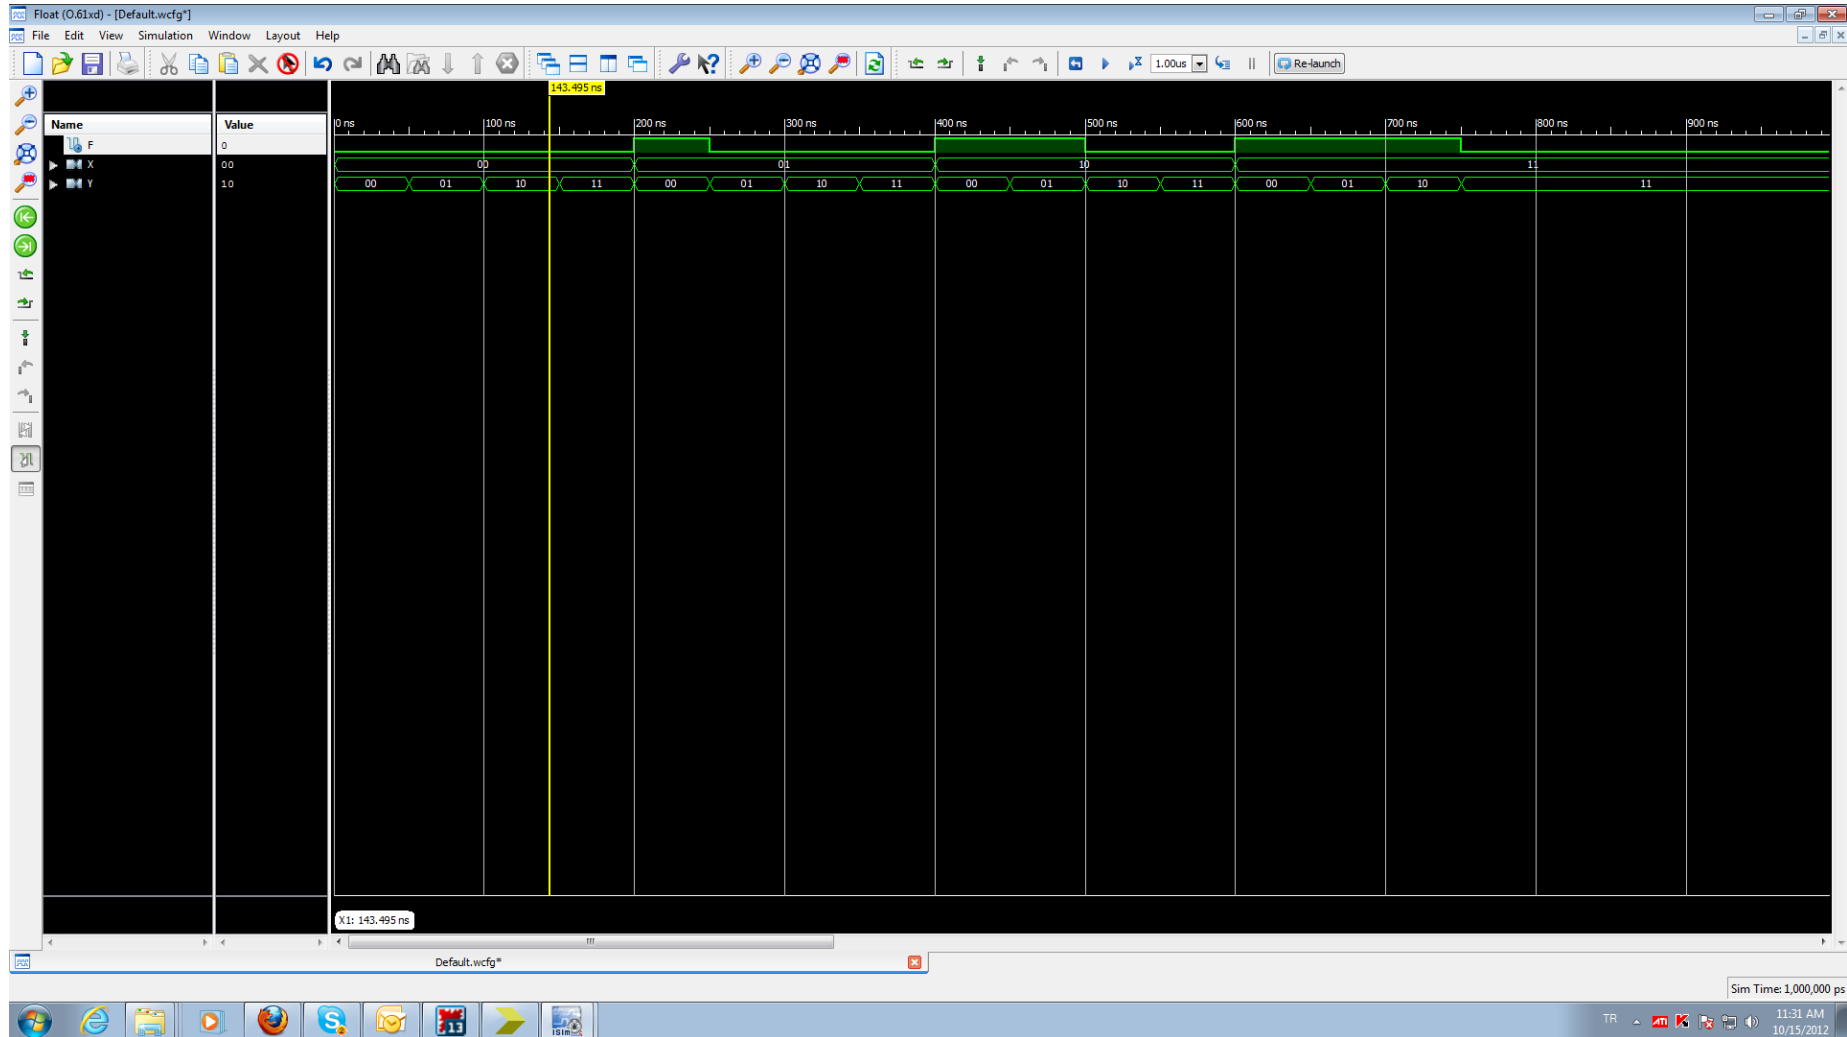 Float (O.61xd) - [Default.wcfg*]
File Edit View Simulation Window Layout Help
1.00us Re-launch
143.495 ns
Name Value
0 ns 100 ns 200 ns 300 ns 400 ns 500 ns 600 ns 700 ns 800 ns 900 ns
F 0
X 00 00 01 10 11
Y 10 00 01 10 11 00 01 10 11 00 01 10 11 00 01 10 11
X1: 143.495 ns
Default.wcfg*
Sim Time: 1,000,000 ps
13 ISIM TR ATI 11:31 AM
10/15/2012